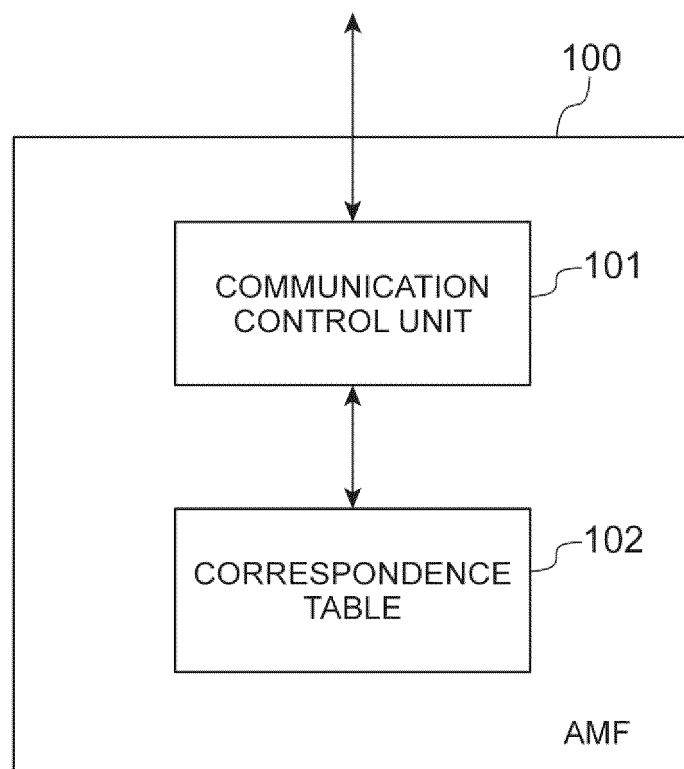 100
COMMUNICATION
CONTROL UNIT
101
CORRESPONDENCE
TABLE
102
AMF